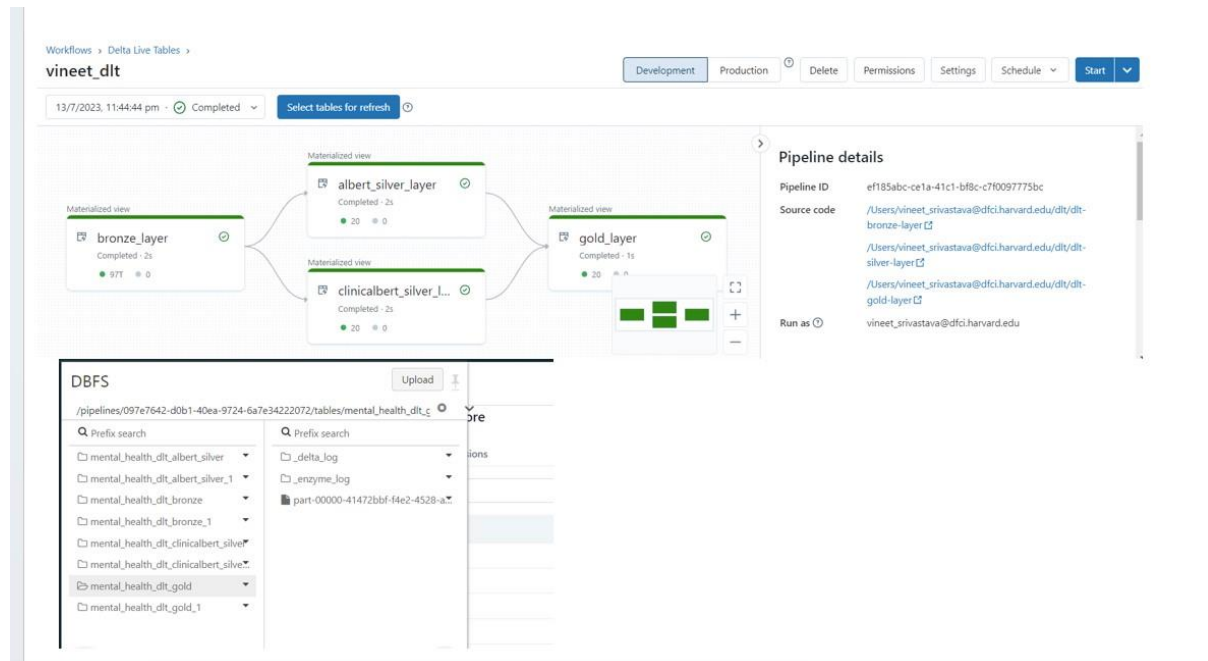 Workflows › Delta Live Tables ›
vineet_dlt
Development Production Delete Permissions Settings Schedule Start
13/7/2023, 11:44:44 pm · Completed
Select tables for refresh
Materialized view
bronze_layer
Completed · 2s
97T 0
Materialized view
albert_silver_layer
Completed · 2s
20 0
Materialized view
clinicalbert_silver_l...
Completed · 2s
20 0
Materialized view
gold_layer
Completed · 1s
20 0
Pipeline details
Pipeline ID ef185abc-ce1a-41c1-bf8c-c7f0097775bc
Source code /Users/vineet_srivastava@dfci.harvard.edu/dlt/dlt-
bronze-layer
/Users/vineet_srivastava@dfci.harvard.edu/dlt/dlt-
silver-layer
/Users/vineet_srivastava@dfci.harvard.edu/dlt/dlt-
gold-layer
Run as vineet_srivastava@dfci.harvard.edu
DBFS
Upload
/pipelines/097e7642-d0b1-40ea-9724-6a7e34222072/tables/mental_health_dlt_g
Prefix search
mental_health_dlt_albert_silver
mental_health_dlt_albert_silver_1
mental_health_dlt_bronze
mental_health_dlt_bronze_1
mental_health_dlt_clinicalbert_silver
mental_health_dlt_clinicalbert_silve...
mental_health_dlt_gold
mental_health_dlt_gold_1
Prefix search
_delta_log
_enzyme_log
part-00000-41472bbf-f4e2-4528-a...
ore
sions